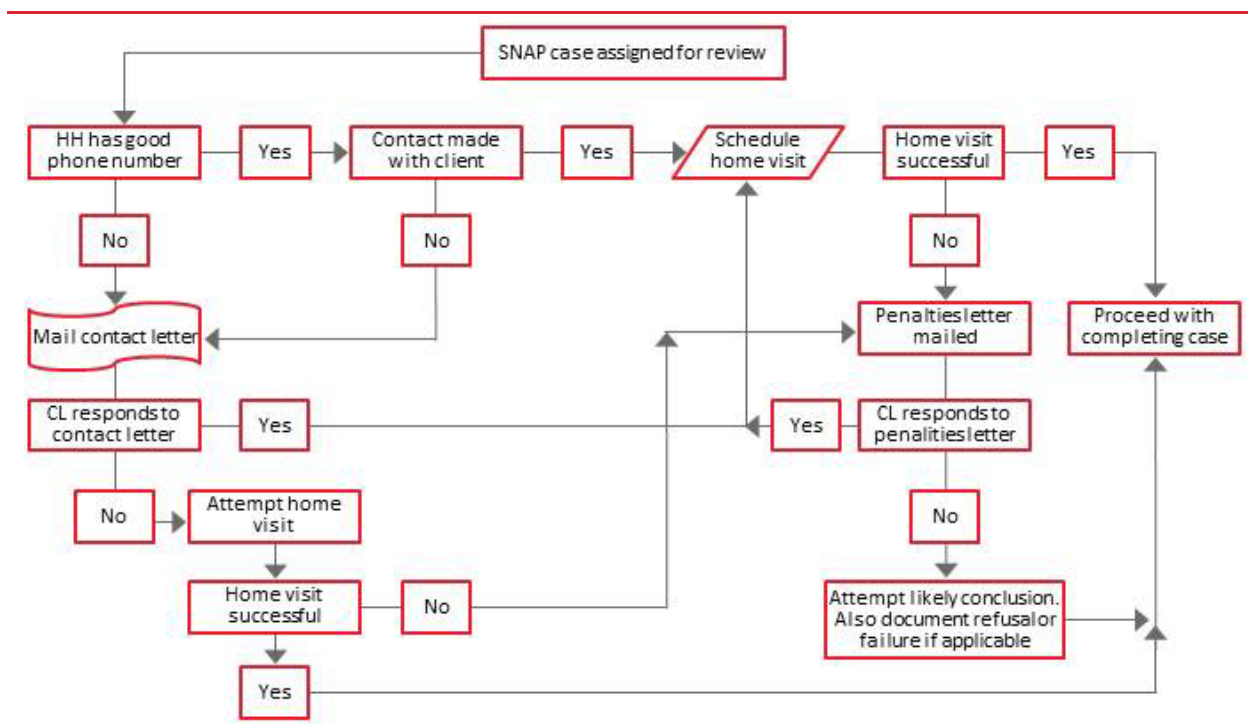 SNAP case assigned for review
HH has good
phone number
Yes
Contact made
with client
Yes
Schedule
home visit
Home visit
successful
Yes
No
No
No
Mail contact letter
Penalties letter
mailed
Proceed with
completing case
CL responds to
contact letter
Yes
Yes
CL responds to
penalities letter
No
Attempt home
visit
No
Home visit
successful
No
Attempt likely conclusion.
Also document refusal or
failure if applicable
Yes